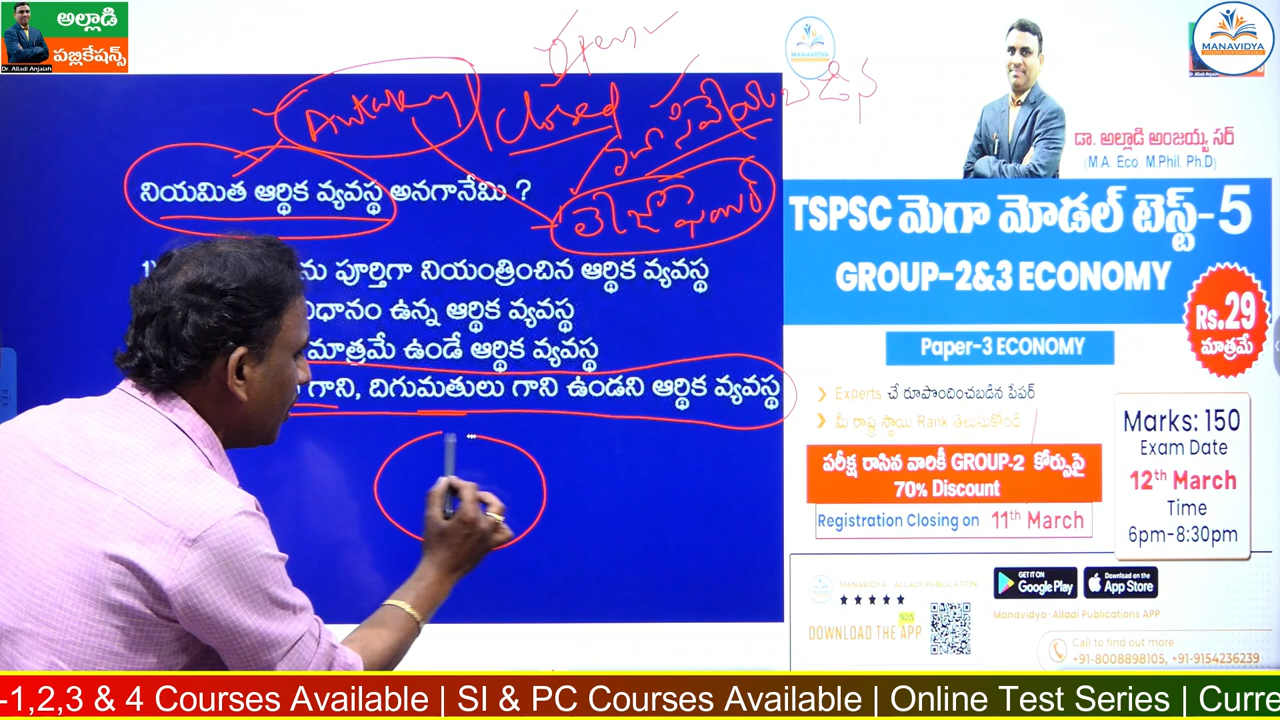 అల్లాడి
పబ్లికేషన్స్
Dr. Alladi Anjaiah
Open
Autarky
Closed
నియమిత ఆర్థిక వ్యవస్థ అనగానేమి ?
ను పూర్తిగా నియంత్రించిన ఆర్థిక వ్యవస్థ
ధానం ఉన్న ఆర్థిక వ్యవస్థ
మాత్రమే ఉండే ఆర్థిక వ్యవస్థ
గాని, దిగుమతులు గాని ఉండని ఆర్థిక వ్యవస్థ
MANAVIDYA
MANAVIDYA
డా. అల్లాడి అంజయ్య సర్
(M.A. Eco. M.Phil. Ph.D)
TSPSC మెగా మోడల్ టెస్ట్-5
GROUP-2&3 ECONOMY
Rs.29
మాత్రమే
Paper-3 ECONOMY
Experts చే రూపొందించబడిన పేపర్
మీ రాష్ట్ర స్థాయి Rank తెలుసుకోండి
పరీక్ష రాసిన వారికీ GROUP-2 కోర్సుపై
70% Discount
Registration Closing on 11th March
Marks: 150
Exam Date
12th March
Time
6pm-8:30pm
MANAVIDYA - ALLADI PUBLICATION
DOWNLOAD THE APP
NOW
GET IT ON
Google Play
Download on the
App Store
Manavidya-Alladi Publications APP
Call to find out more
+91-8008898105, +91-9154236239
-1,2,3 & 4 Courses Available | SI & PC Courses Available | Online Test Series | Curre